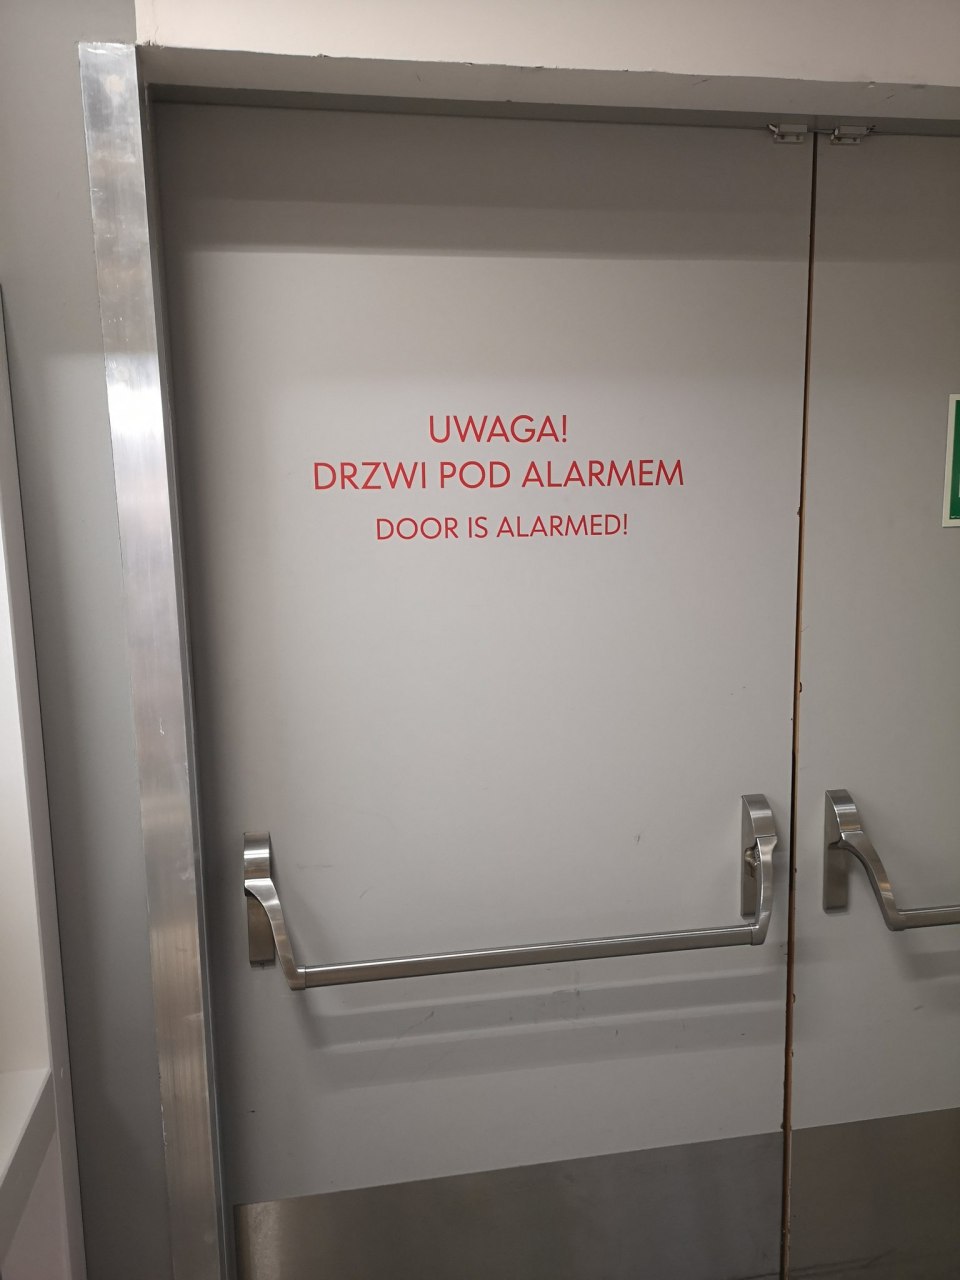 UWAGA!
DRZWI POD ALARMEM
DOOR IS ALARMED!